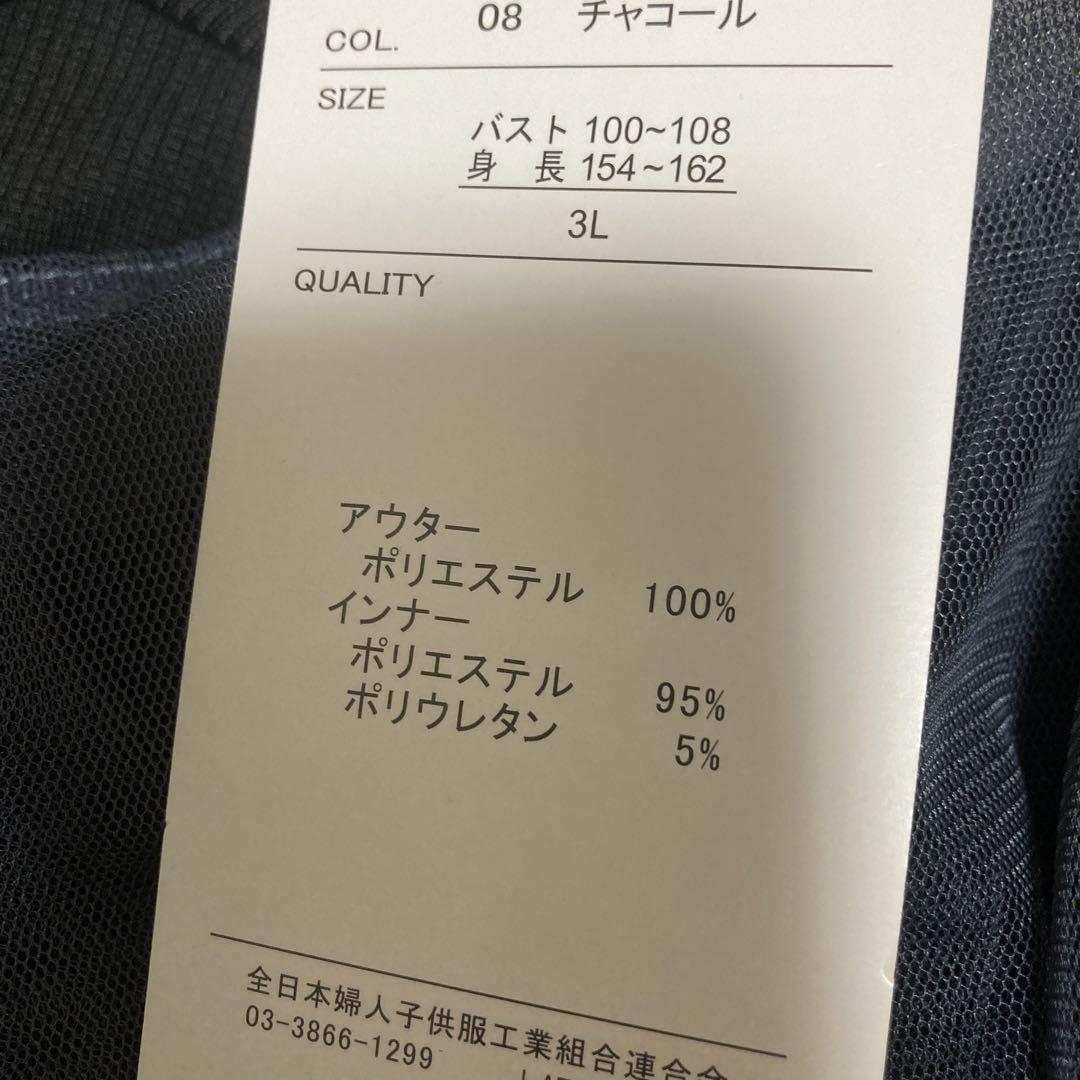 COL. 08 チャコール
SIZE
バスト 100~108
身 長 154~162
3L
QUALITY
アウター
ポリエステル 100%
インナー
ポリエステル 95%
ポリウレタン 5%
全日本婦人子供服工業組合連合会
03-3866-1299